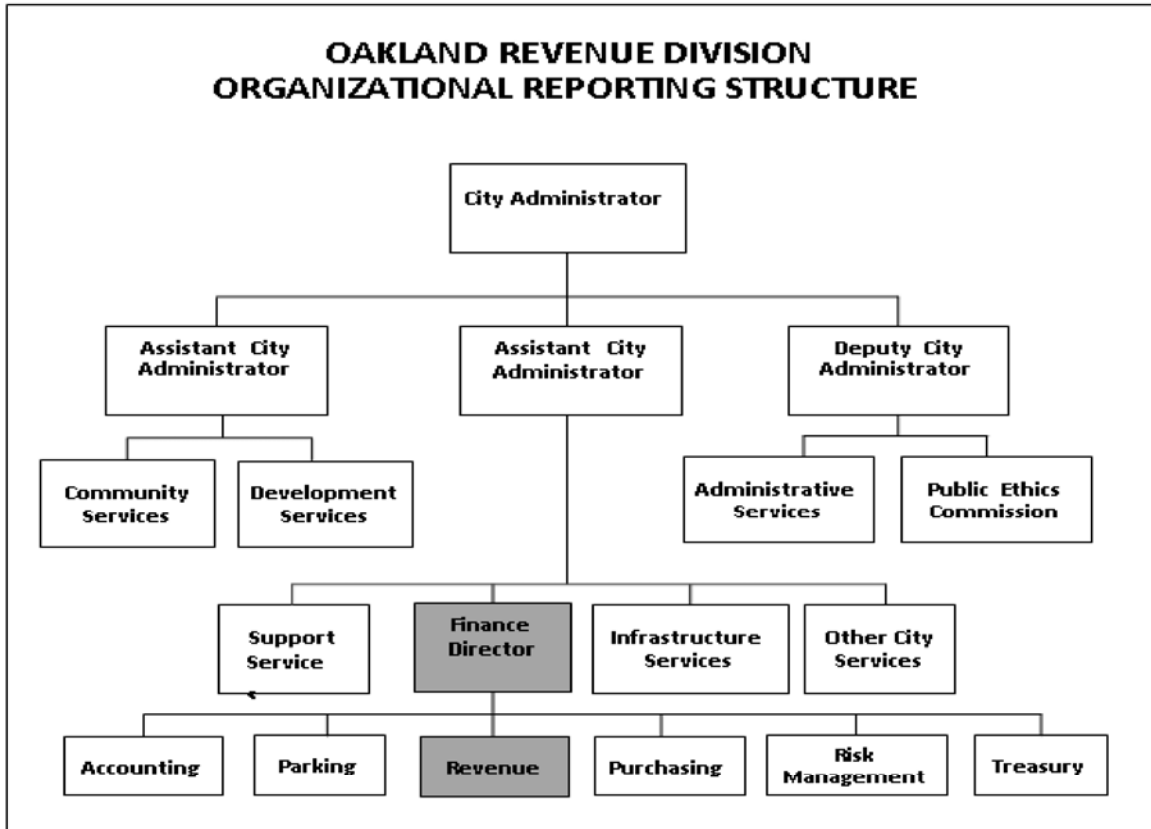 OAKLAND REVENUE DIVISION
ORGANIZATIONAL REPORTING STRUCTURE
City Administrator
Assistant City
Administrator
Assistant City
Administrator
Deputy City
Administrator
Community
Services
Development
Services
Administrative
Services
Public Ethics
Commission
Support
Service
Finance
Director
Infrastructure
Services
Other City
Services
Accounting
Parking
Revenue
Purchasing
Risk
Management
Treasury